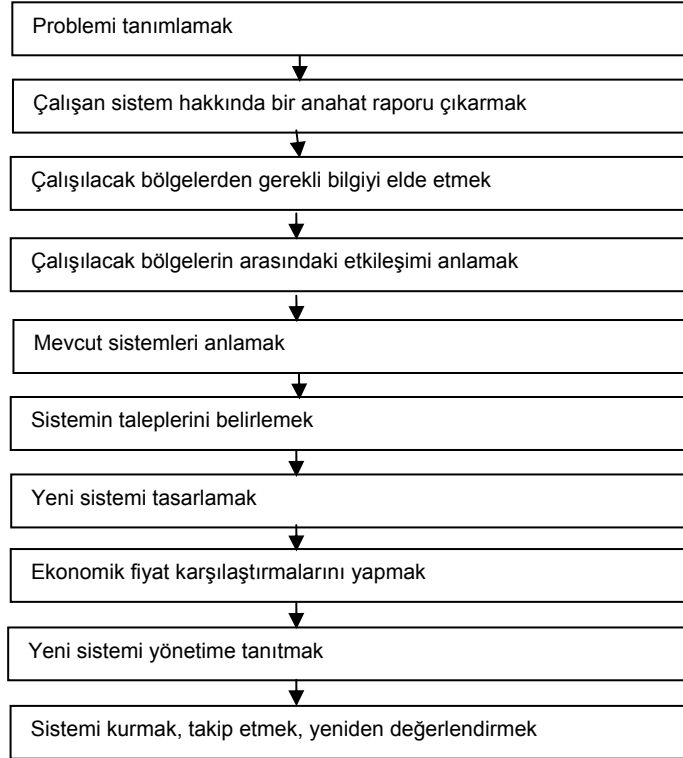 Problemi tanımlamak
Çalışan sistem hakkında bir anahat raporu çıkarmak
Çalışılacak bölgelerden gerekli bilgiyi elde etmek
Çalışılacak bölgelerin arasındaki etkileşimi anlamak
Mevcut sistemleri anlamak
Sistemin taleplerini belirlemek
Yeni sistemi tasarlamak
Ekonomik fiyat karşılaştırmalarını yapmak
Yeni sistemi yönetime tanıtmak
Sistemi kurmak, takip etmek, yeniden değerlendirmek